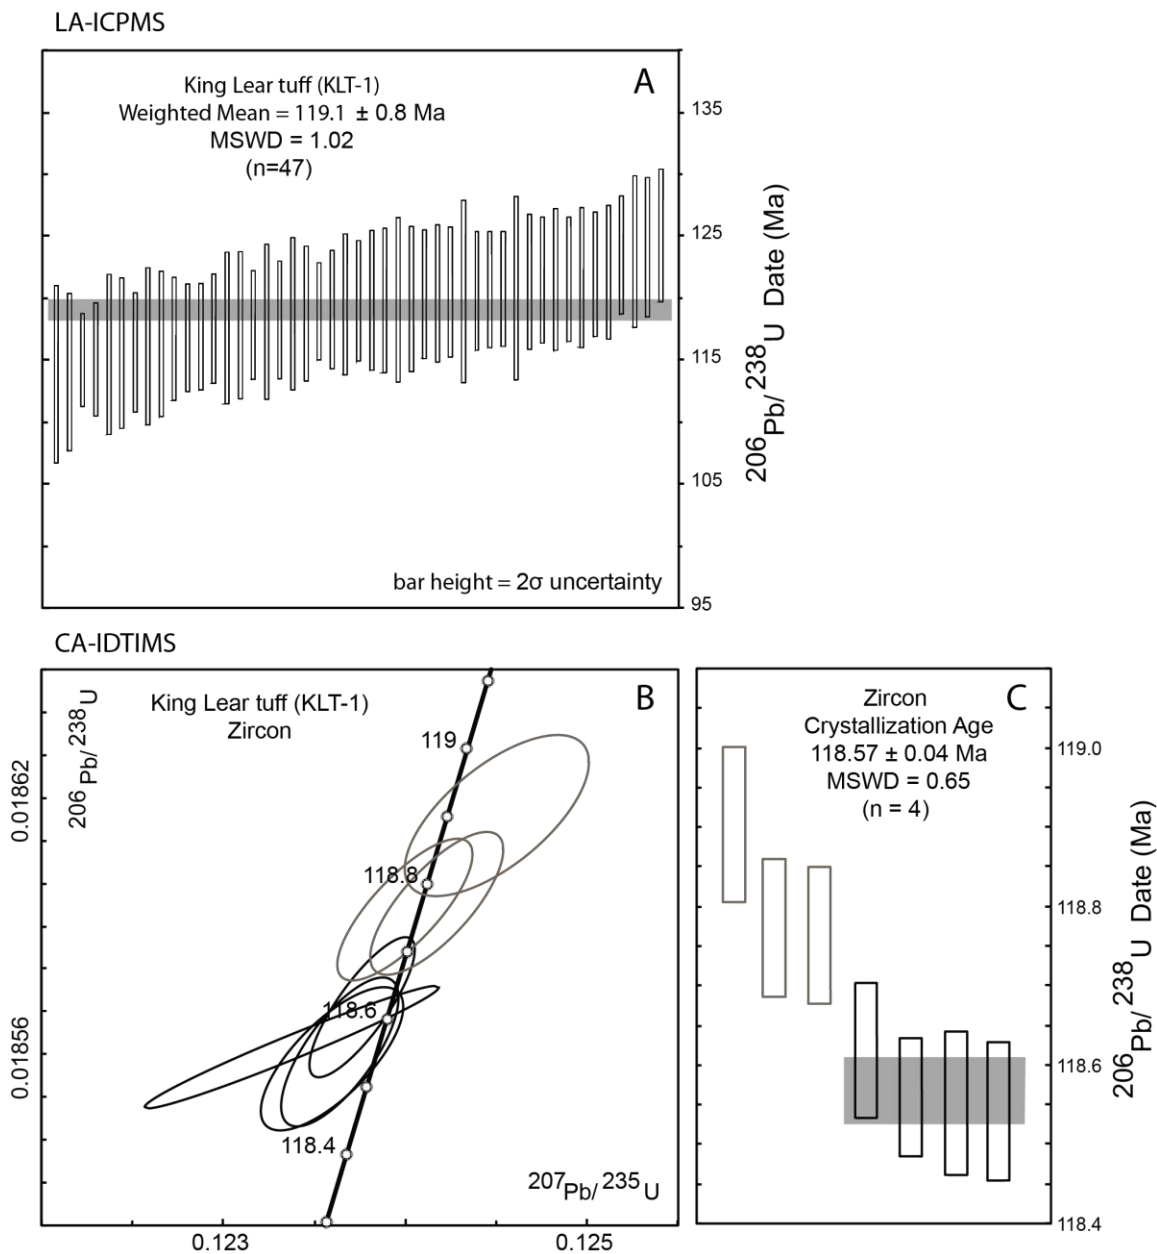 LA-ICPMS
King Lear tuff (KLT-1)
Weighted Mean = 119.1 ± 0.8 Ma
MSWD = 1.02
(n=47)
A
135
125
115
105
95
206Pb/238U Date (Ma)
bar height = 2σ uncertainty
CA-IDTIMS
206Pb/238U
King Lear tuff (KLT-1)
Zircon
B
119
118.8
118.6
118.4
0.01862
0.01856
207Pb/235U
0.123
0.125
Zircon
Crystallization Age
118.57 ± 0.04 Ma
MSWD = 0.65
(n = 4)
C
119.0
118.8
118.6
118.4
206Pb/238U Date (Ma)